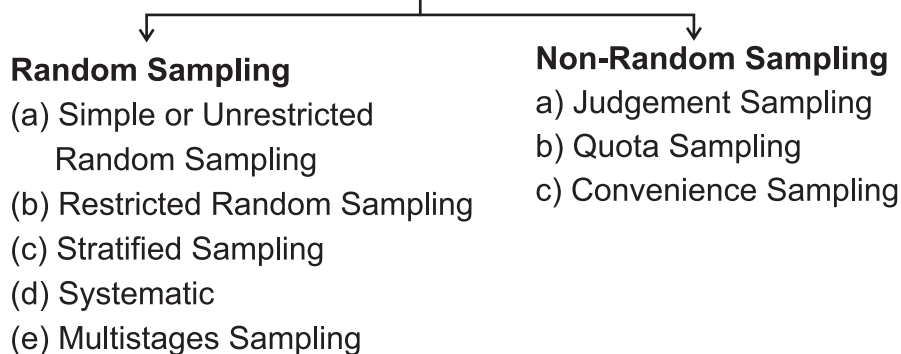 Random Sampling
(a) Simple or Unrestricted
Random Sampling
(b) Restricted Random Sampling
(c) Stratified Sampling
(d) Systematic
(e) Multistages Sampling
Non-Random Sampling
a) Judgement Sampling
b) Quota Sampling
c) Convenience Sampling